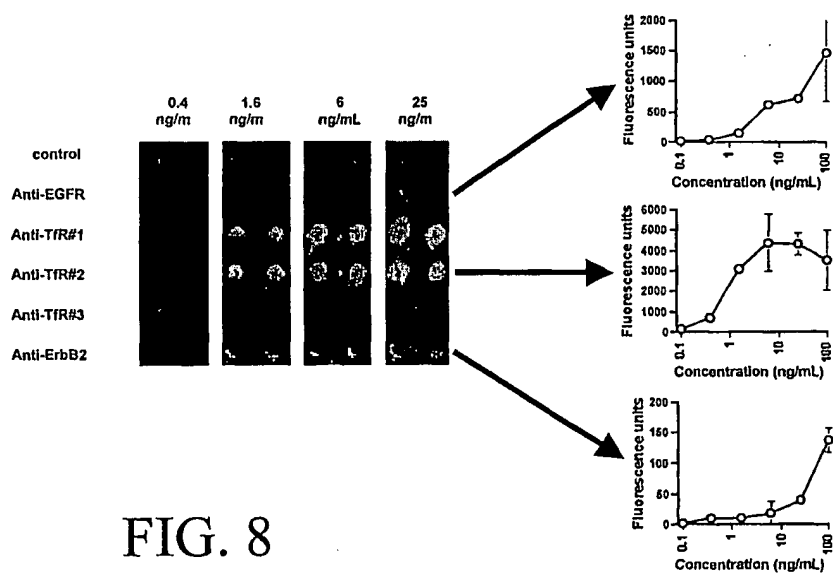 0.4 1.6 6 25
ng/m ng/m ng/mL ng/m
control
Anti-EGFR
Anti-TfR#1
Anti-TfR#2
Anti-TfR#3
Anti-ErbB2
Fluorescence units
2000
1500
1000
500
0
0.1 1 10 100
Concentration (ng/mL)
Fluorescence units
6000
5000
4000
3000
2000
1000
0
0.1 1 10 100
Concentration (ng/mL)
Fluorescence units
200
150
100
50
0
0.1 1 10 100
Concentration (ng/mL)
FIG. 8